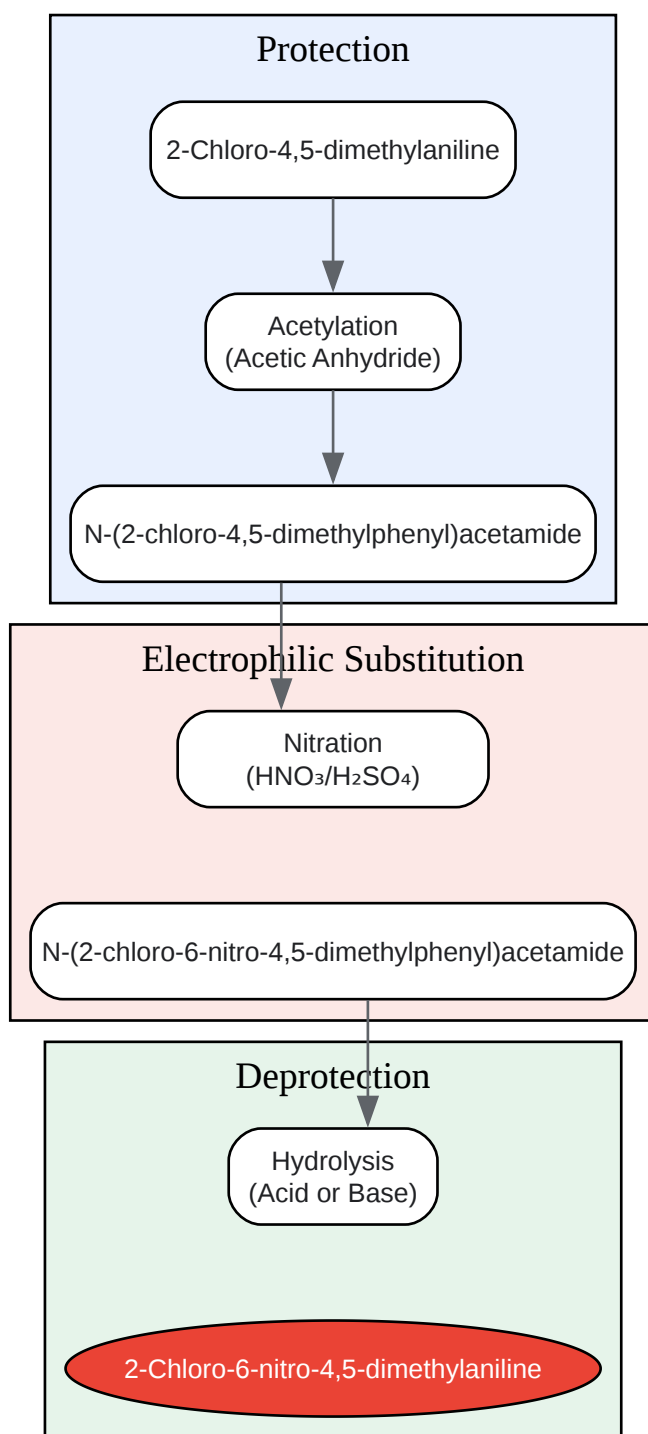 Protection
2-Chloro-4,5-dimethylaniline
Acetylation
(Acetic Anhydride)
N-(2-chloro-4,5-dimethylphenyl)acetamide
Electrophilic Substitution
Nitration
(HNO₃/H₂SO₄)
N-(2-chloro-6-nitro-4,5-dimethylphenyl)acetamide
Deprotection
Hydrolysis
(Acid or Base)
2-Chloro-6-nitro-4,5-dimethylaniline